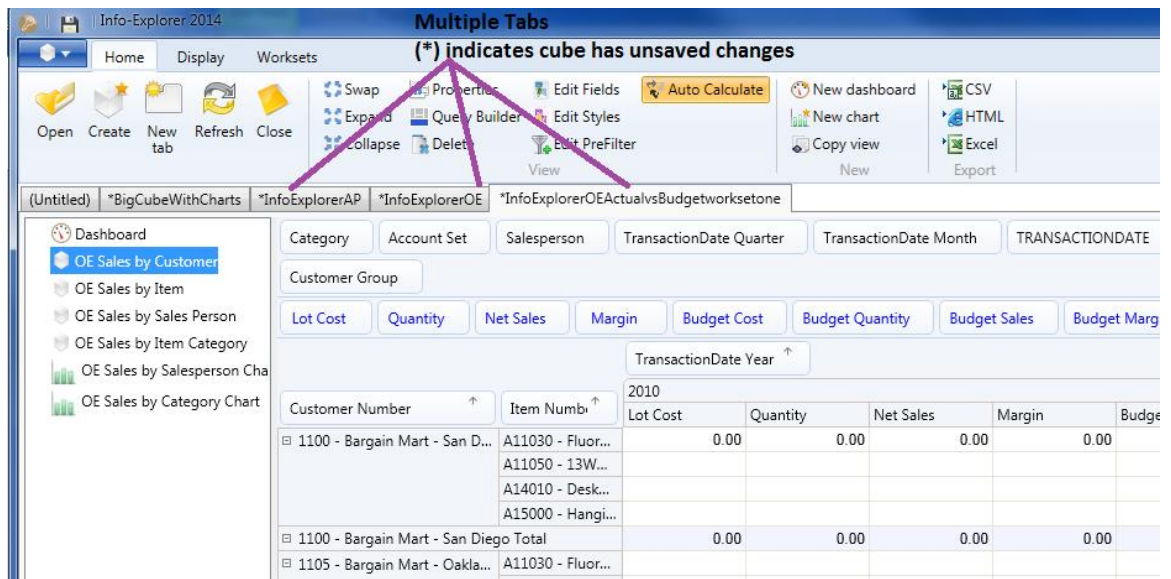 Info-Explorer 2014
Multiple Tabs
(*) indicates cube has unsaved changes
Home Display Worksets
Swap Properties Edit Fields Auto Calculate New dashboard CSV
Open Create New tab Refresh Close
Expand Query Builder Edit Styles New chart HTML
Collapse Delete Edit PreFilter Copy view Excel
View New Export
(Untitled) *BigCubeWithCharts *InfoExplorerAP *InfoExplorerOE *InfoExplorerOEActualvsBudgetworksetone
Dashboard
OE Sales by Customer
OE Sales by Item
OE Sales by Sales Person
OE Sales by Item Category
OE Sales by Salesperson Cha
OE Sales by Category Chart
Category Account Set Salesperson TransactionDate Quarter TransactionDate Month TRANSACTIONDATE
Customer Group
Lot Cost Quantity Net Sales Margin Budget Cost Budget Quantity Budget Sales Budget Marg
TransactionDate Year
2010
Customer Number Item Numb
Lot Cost Quantity Net Sales Margin Budge
1100 - Bargain Mart - San D... A11030 - Fluor... 0.00 0.00 0.00 0.00
A11050 - 13W...
A14010 - Desk...
A15000 - Hangi...
1100 - Bargain Mart - San Diego Total 0.00 0.00 0.00 0.00
1105 - Bargain Mart - Oakla... A11030 - Fluor...